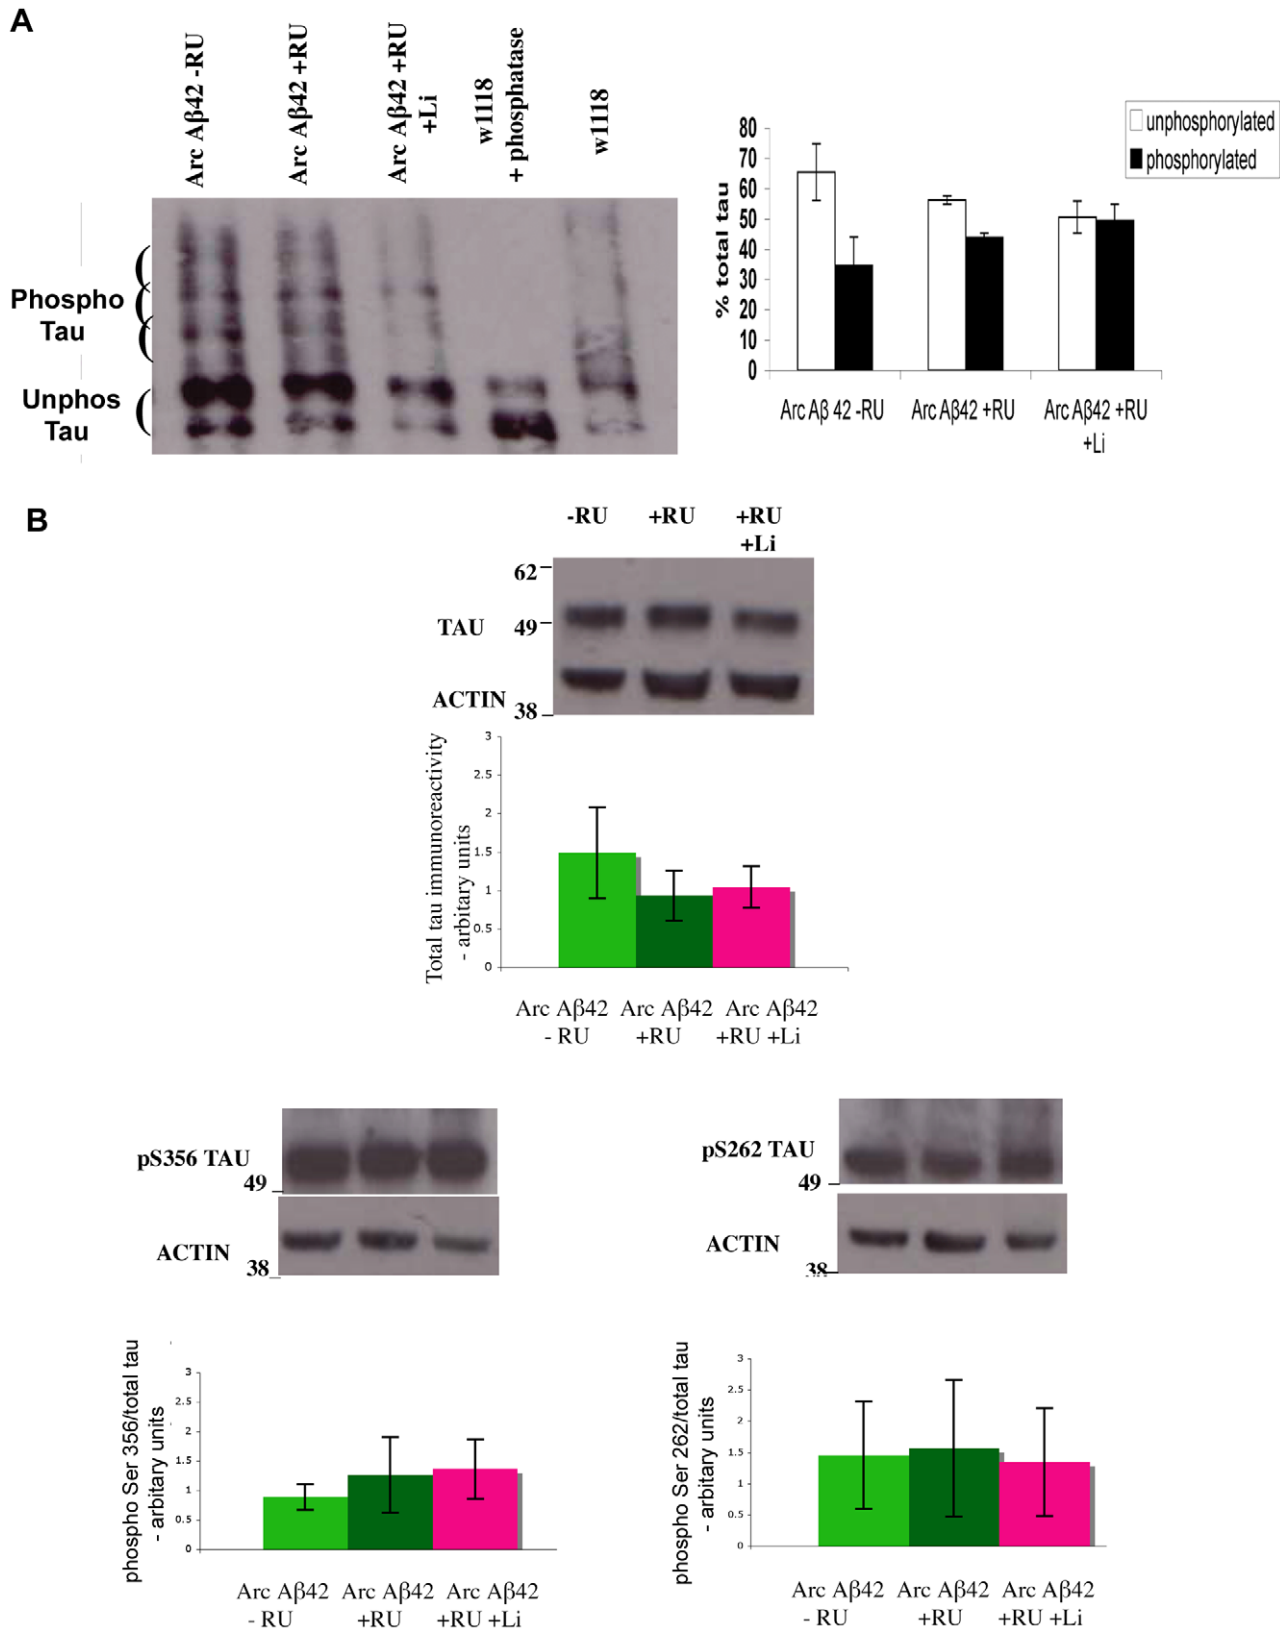 A
Arc Aβ42 -RU
Arc Aβ42 +RU
Arc Aβ42 +RU
+Li
w1118
+ phosphatase
w1118
Phospho
Tau
Unphos
Tau
unphosphorylated
phosphorylated
% total tau
80
70
60
50
40
30
20
10
0
Arc Aβ 42 -RU
Arc Aβ42 +RU
Arc Aβ42 +RU
+Li
B
-RU +RU +RU
+Li
62
TAU 49
ACTIN 38
Total tau immunoreactivity
- arbitary units
3
2.5
2
1.5
1
0.5
0
Arc Aβ42 Arc Aβ42 Arc Aβ42
- RU +RU +RU +Li
pS356 TAU
49
ACTIN
38
phospho Ser 356/total tau
- arbitary units
3
2.5
2
1.5
1
0.5
0
Arc Aβ42 Arc Aβ42 Arc Aβ42
- RU +RU +RU +Li
pS262 TAU
49
ACTIN
38
phospho Ser 262/total tau
- arbitary units
3
2.5
2
1.5
1
0.5
0
Arc Aβ42 Arc Aβ42 Arc Aβ42
- RU +RU +RU +Li